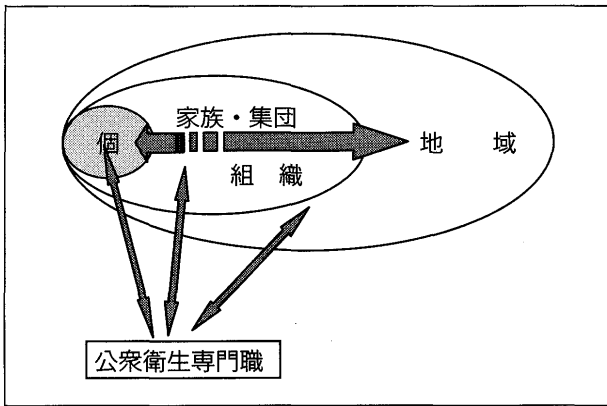 家族・集団
個
地　域
組　織
公衆衛生専門職